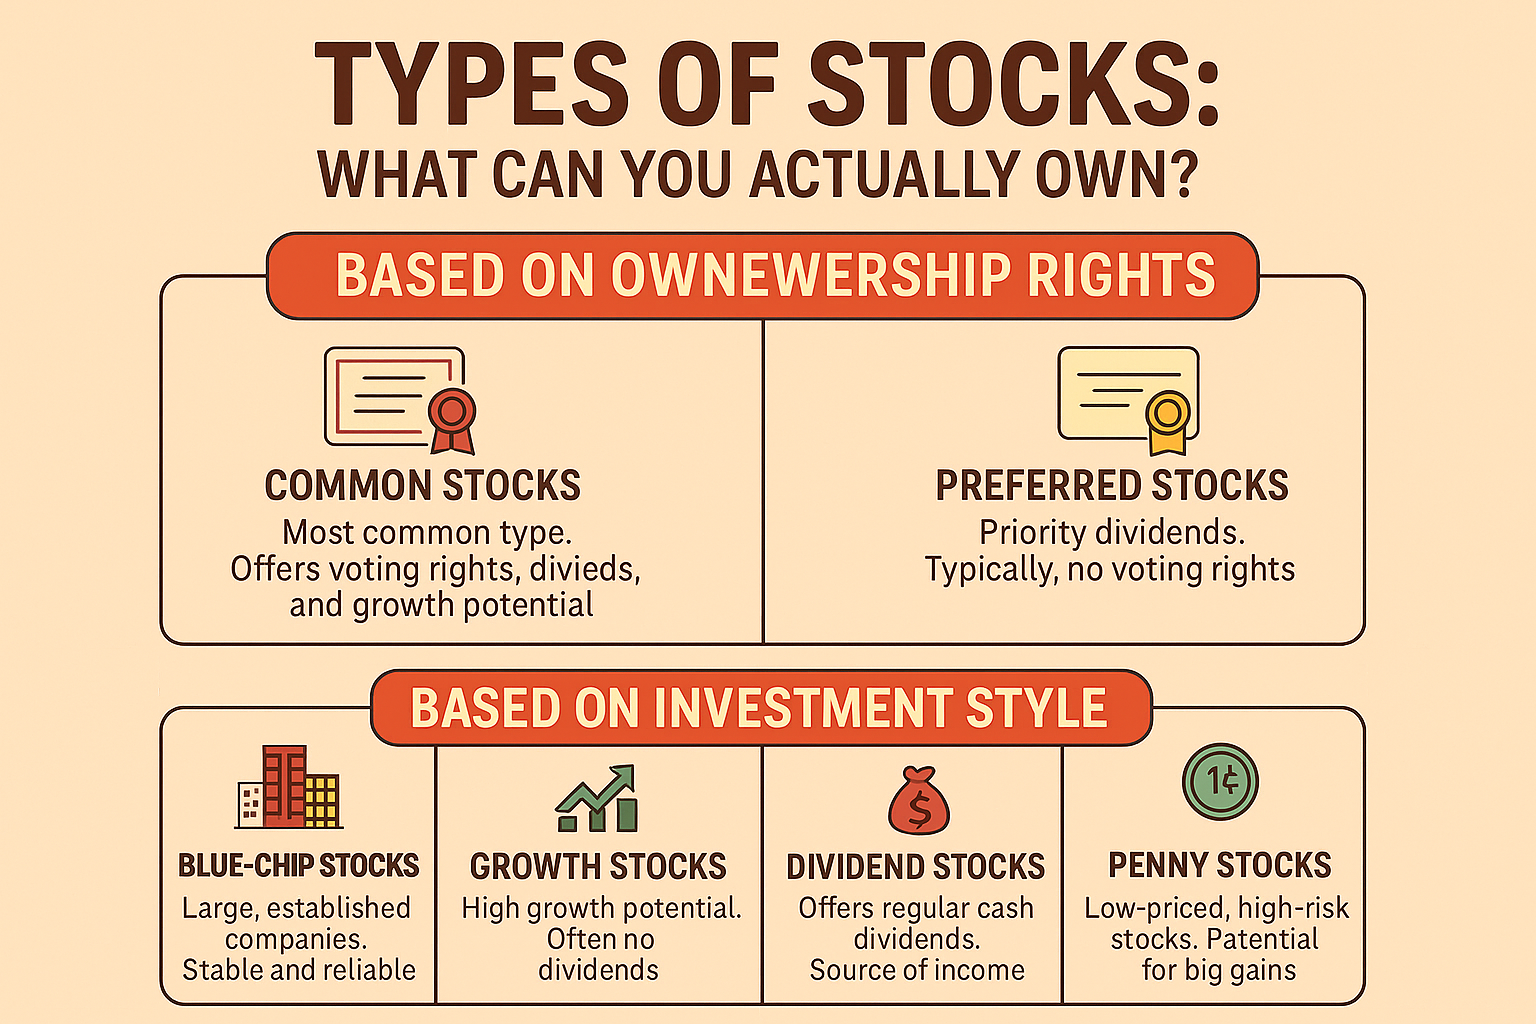 TYPES OF STOCKS:
WHAT CAN YOU ACTUALLY OWN?
BASED ON OWNEWERSHIP RIGHTS
COMMON STOCKS
Most common type.
Offers voting rights, divieds,
and growth potential
PREFERRED STOCKS
Priority dividends.
Typically, no voting rights
BASED ON INVESTMENT STYLE
BLUE-CHIP STOCKS
Large, established
companies.
Stable and reliable
GROWTH STOCKS
High growth potential.
Often no
dividends
$
DIVIDEND STOCKS
Offers regular cash
dividends.
Source of income
1¢
PENNY STOCKS
Low-priced, high-risk
stocks. Patential
for big gains